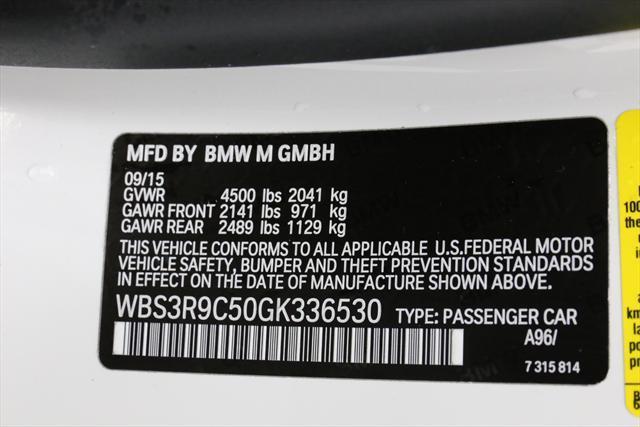 MFD BY BMW M GMBH
09/15
GVWR 4500 lbs 2041 kg
GAWR FRONT 2141 lbs 971 kg
GAWR REAR 2489 lbs 1129 kg
THIS VEHICLE CONFORMS TO ALL APPLICABLE U.S.FEDERAL MOTOR
VEHICLE SAFETY, BUMPER AND THEFT PREVENTION STANDARDS
IN EFFECT ON THE DATE OF MANUFACTURE SHOWN ABOVE.
WBS3R9C50GK336530 TYPE: PASSENGER CAR
A96/
7 315 814
100
the